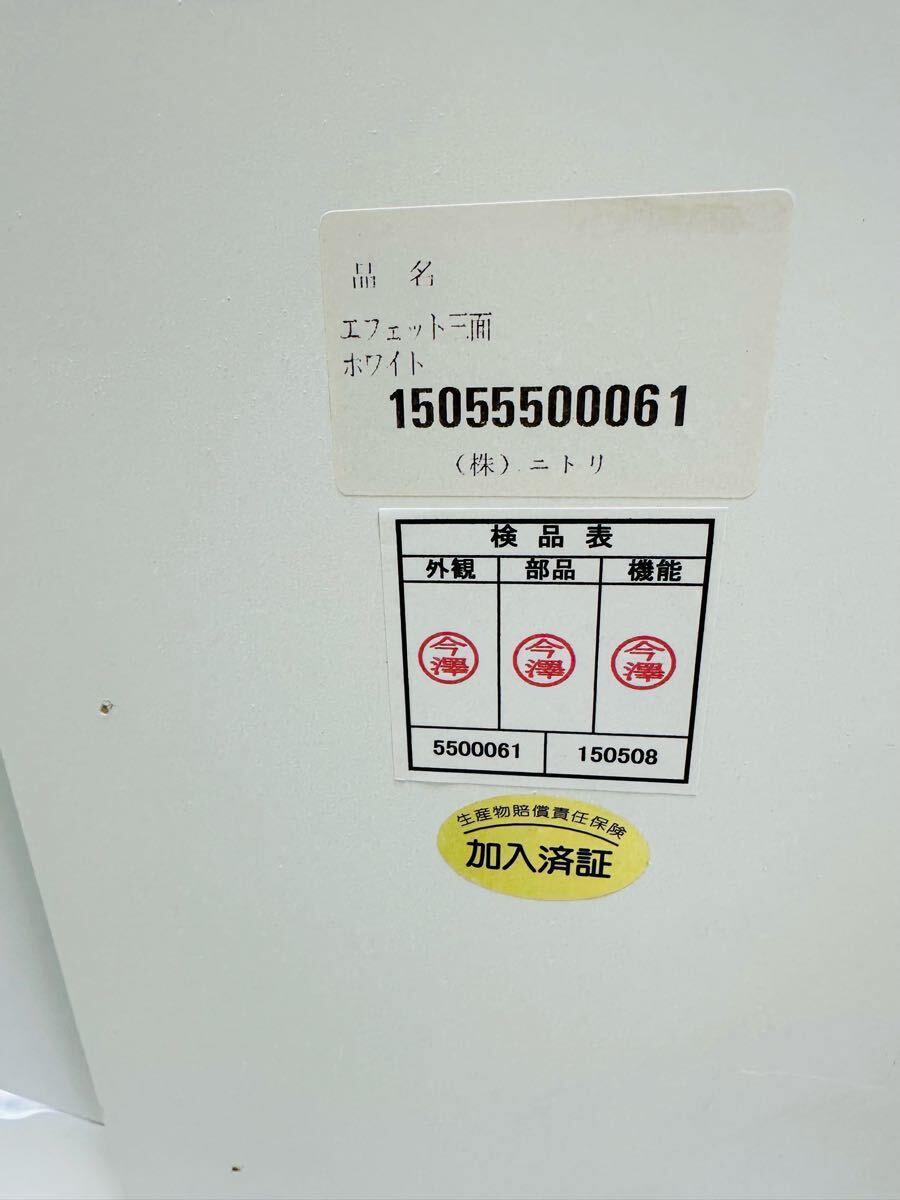 品 名
エフェット三面
ホワイト
15055500061
(株)ニトリ
検品表
外観 部品 機能
今澤 今澤 今澤
5500061 150508
生産物賠償責任保険
加入済証